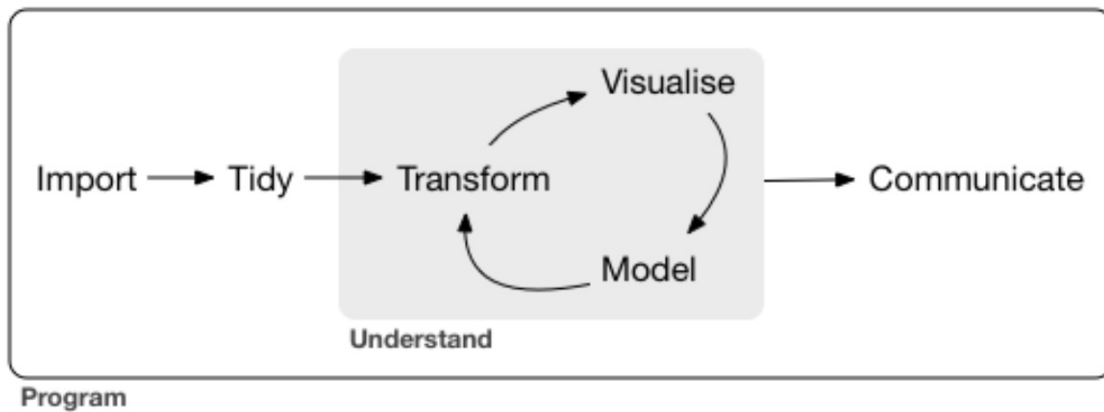 Visualise
Import Tidy Transform Communicate
Model
Understand
Program